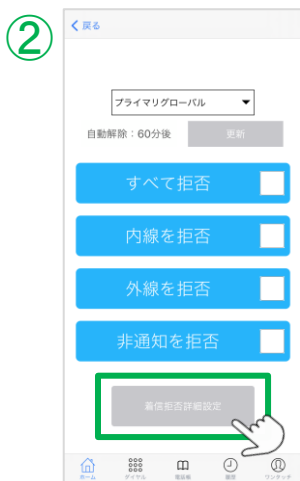 ②
戻る
プライマリグローバル
自動解除：60分後 更新
すべて拒否
内線を拒否
外線を拒否
非通知を拒否
着信拒否詳細設定
ホーム ダイヤル 電話帳 履歴 ワンタッチ